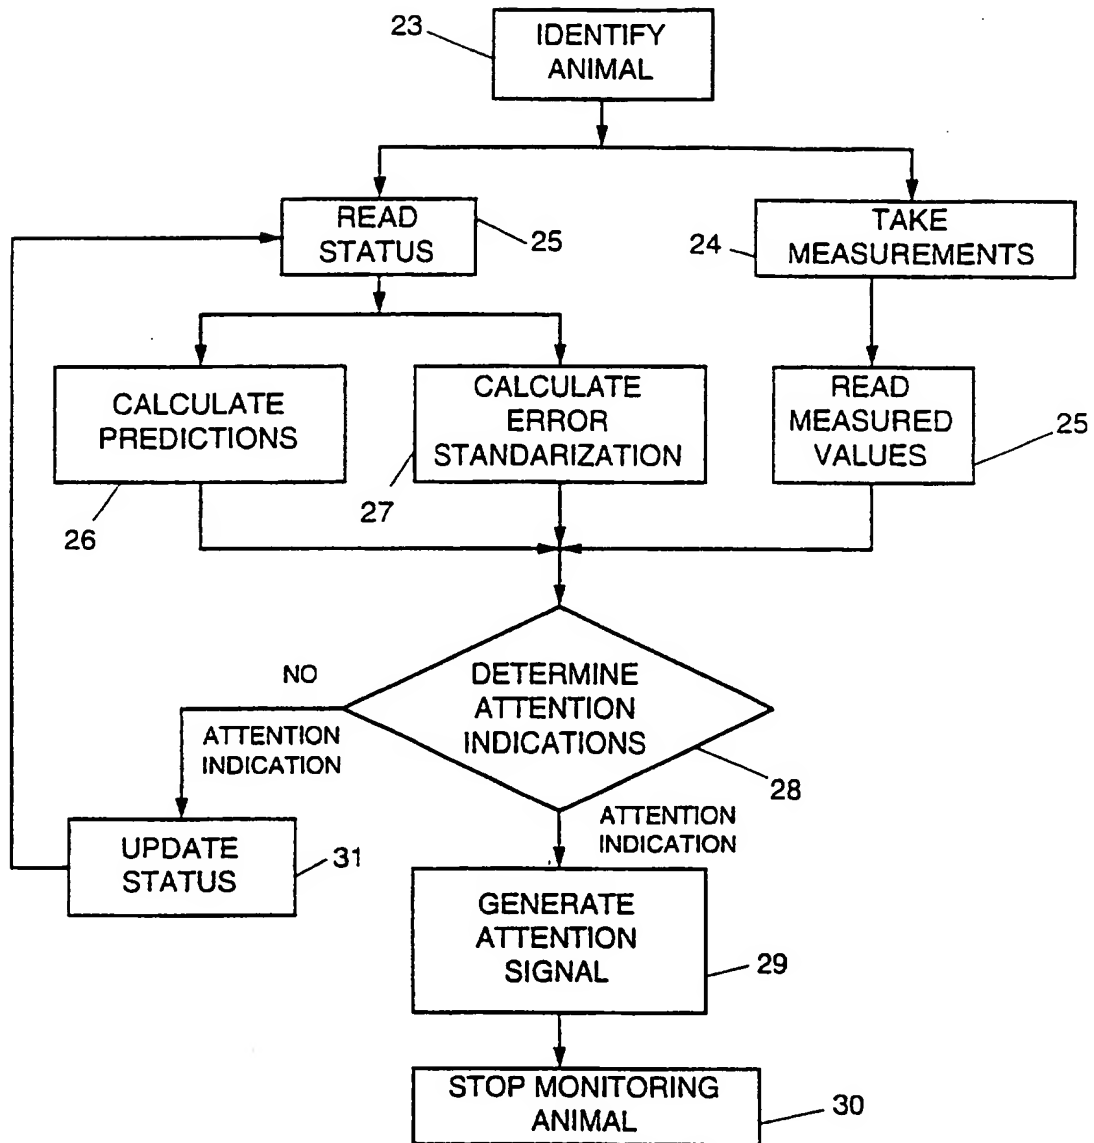 23
IDENTIFY
ANIMAL
READ
STATUS
25
24
TAKE
MEASUREMENTS
CALCULATE
PREDICTIONS
26
CALCULATE
ERROR
STANDARIZATION
27
READ
MEASURED
VALUES
25
NO
ATTENTION
INDICATION
DETERMINE
ATTENTION
INDICATIONS
28
ATTENTION
INDICATION
UPDATE
STATUS
31
GENERATE
ATTENTION
SIGNAL
29
STOP MONITORING
ANIMAL
30